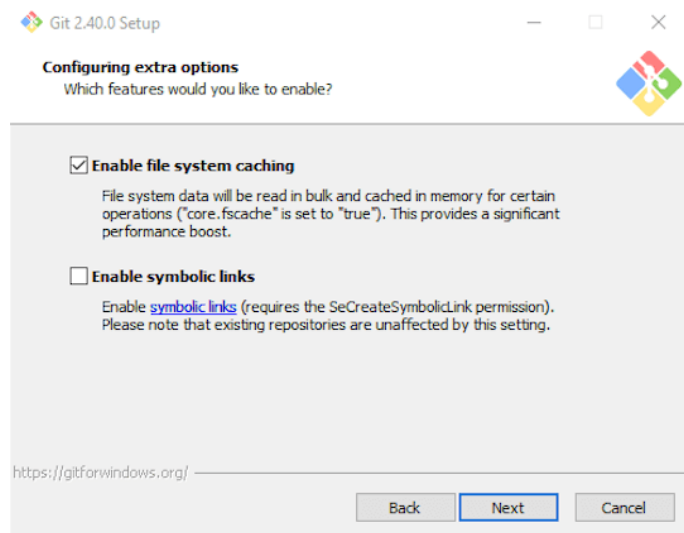 Git 2.40.0 Setup
Configuring extra options
Which features would you like to enable?
Enable file system caching
File system data will be read in bulk and cached in memory for certain
operations ("core.fscache" is set to "true"). This provides a significant
performance boost.
Enable symbolic links
Enable symbolic links (requires the SeCreateSymbolicLink permission).
Please note that existing repositories are unaffected by this setting.
https://gitforwindows.org/
Back Next Cancel